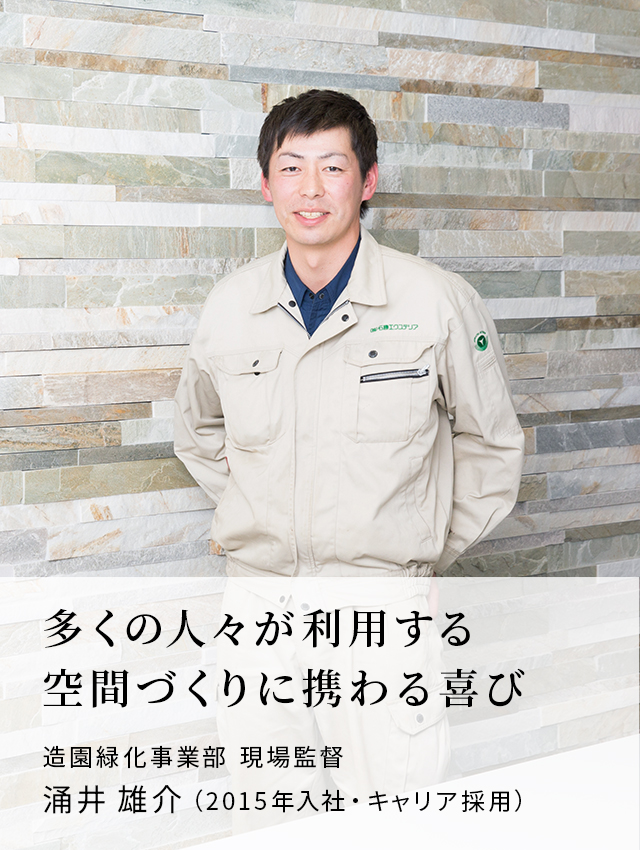 多くの人々が利用する
空間づくりに携わる喜び
造園緑化事業部 現場監督
涌井 雄介（2015年入社・キャリア採用）